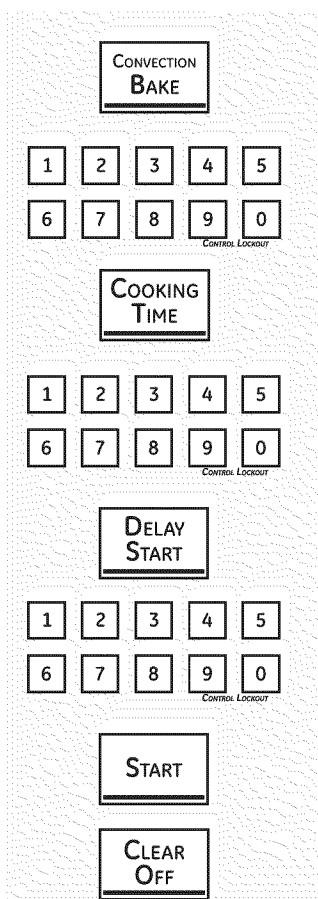 CONVECTION
BAKE
1 2 3 4 5
6 7 8 9 0
CONTROL LOCKOUT
COOKING
TIME
1 2 3 4 5
6 7 8 9 0
CONTROL LOCKOUT
DELAY
START
1 2 3 4 5
6 7 8 9 0
CONTROL LOCKOUT
START
CLEAR
OFF